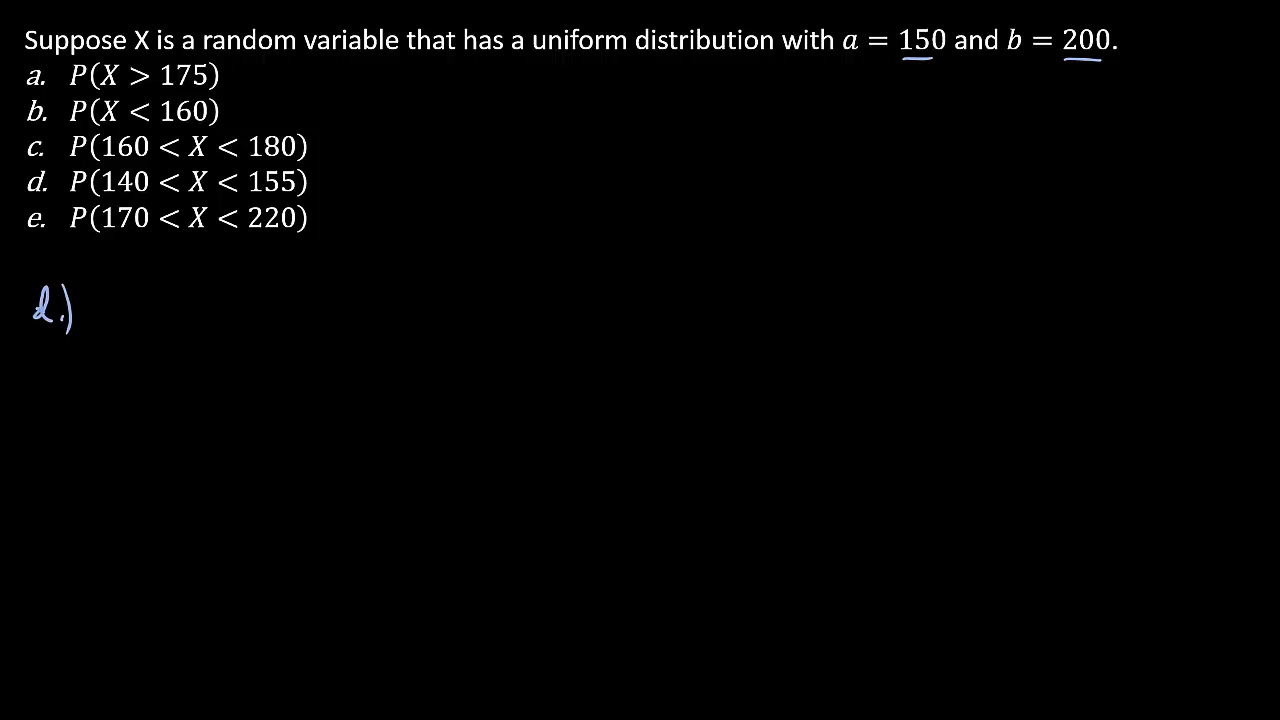 Suppose X is a random variable that has a uniform distribution with a = 150 and b = 200.
a. P(X > 175)
b. P(X < 160)
c. P(160 < X < 180)
d. P(140 < X < 155)
e. P(170 < X < 220)
d.)